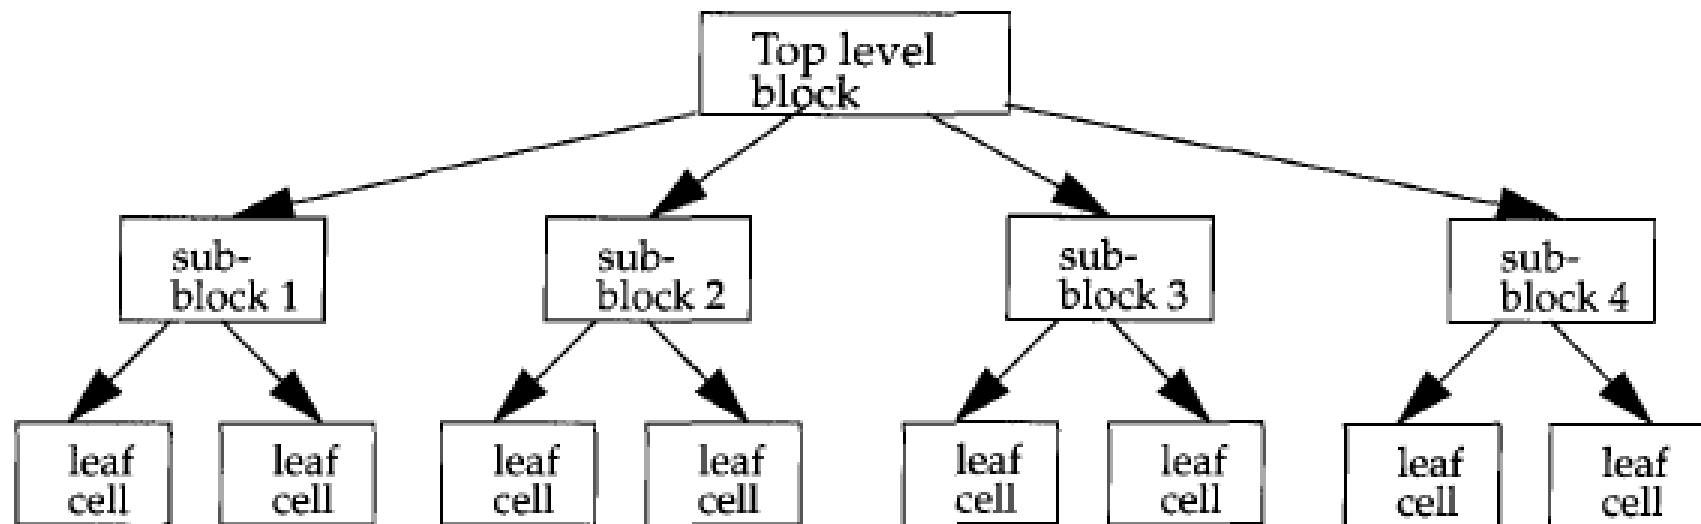 Top level
block
sub-
block 1
sub-
block 2
sub-
block 3
sub-
block 4
leaf
cell
leaf
cell
leaf
cell
leaf
cell
leaf
cell
leaf
cell
leaf
cell
leaf
cell